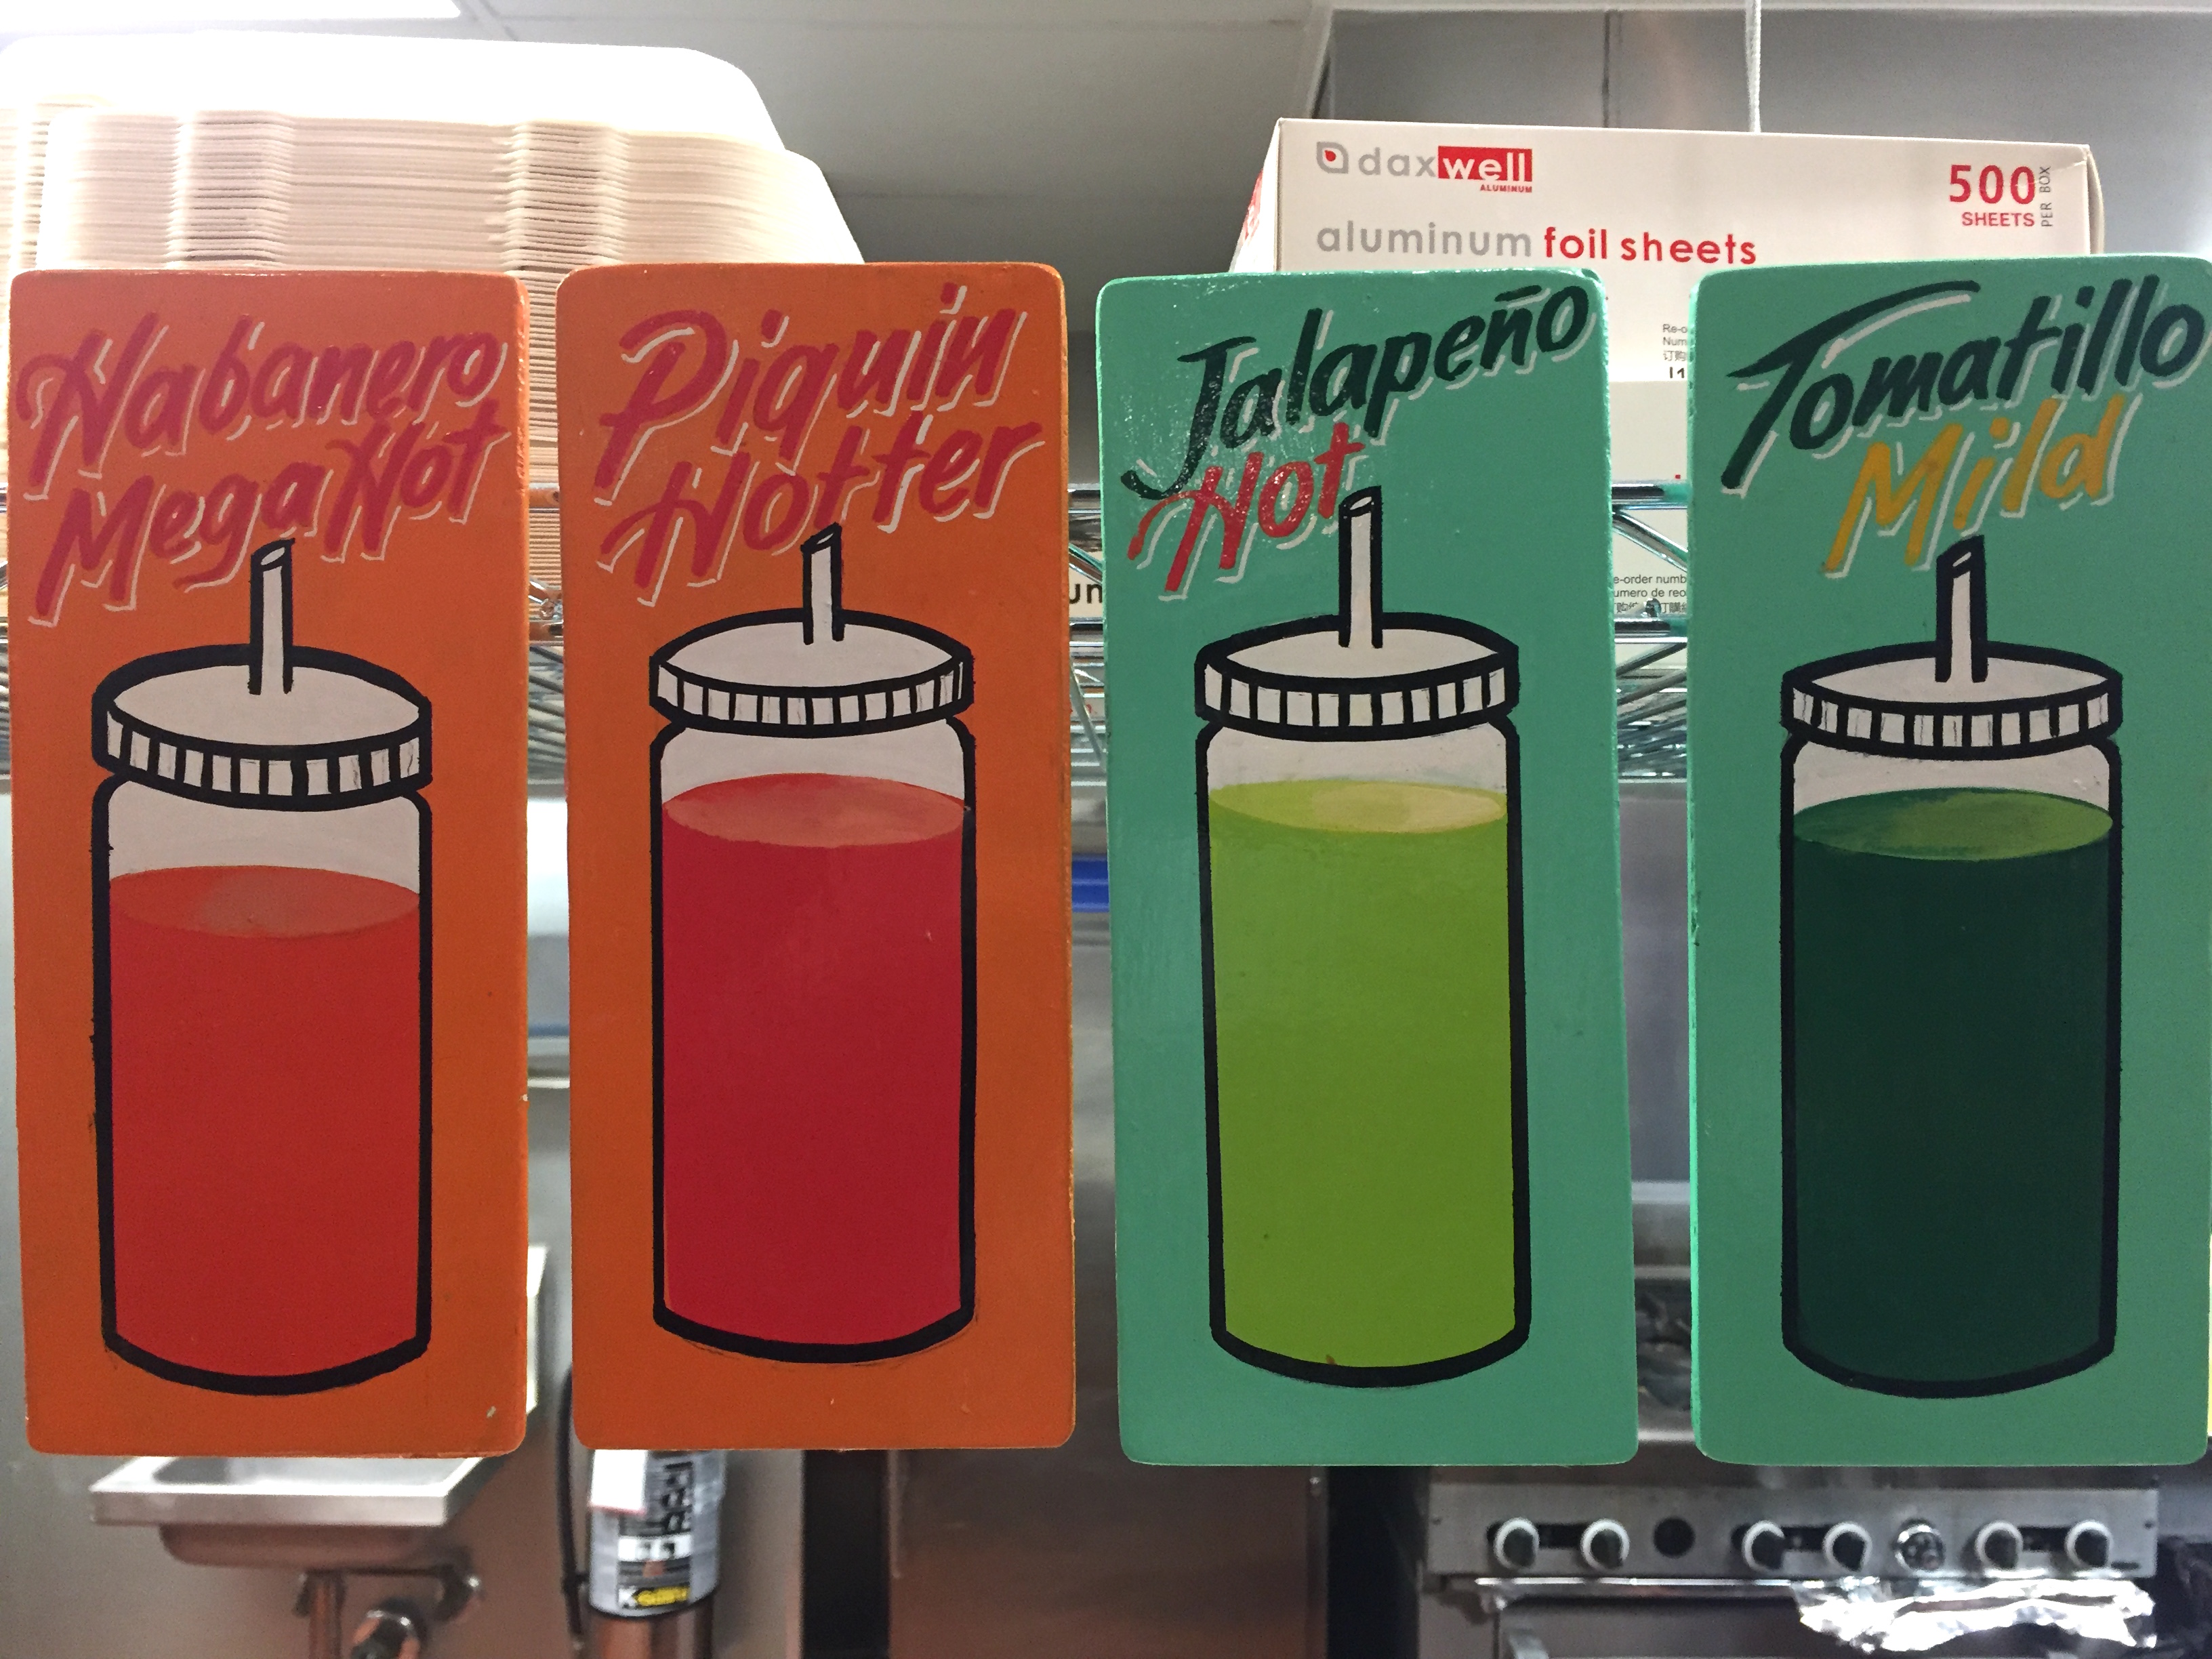 Habanero
Mega Hot
Piquin
Hotter
Jalapeño
Hot
Tomatillo
Mild
daxwell
ALUMINUM
aluminum foil sheets
500
SHEETS
PER BOX